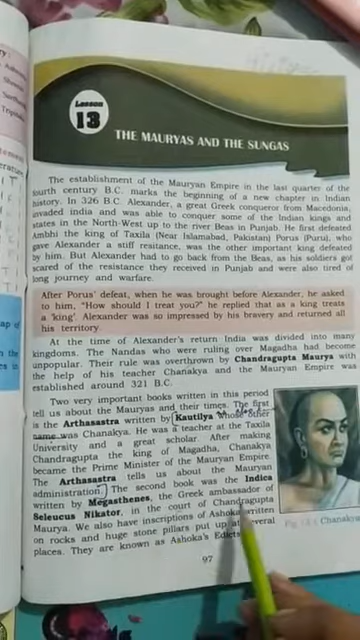 Lesson
13
THE MAURYAS AND THE SUNGAS
The establishment of the Mauryan Empire in the last quarter of the
fourth century B.C. marks the beginning of a new chapter in Indian
history. In 326 B.C. Alexander, a great Greek conqueror from Macedonia,
invaded india and was able to conquer some of the Indian kings and
states in the North-West up to the river Beas in Punjab. He first defeated
Ambhi the king of Taxila (Near Islamabad, Pakistan) Porus (Puru), who
gave Alexander a stiff resitance, was the other important king defeated
by him. But Alexander had to go back from the Beas, as his soldiers got
scared of the resistance they received in Punjab and were also tired of
long journey and warfare.
After Porus' defeat, when he was brought before Alexander, he asked
to him, "How should I treat you?" he replied that as a king treats
a 'king'. Alexander was so impressed by his bravery and returned all
his territory
At the time of Alexander's return India was divided into many
kingdoms. The Nandas who were ruling over Magadha had become
unpopular. Their rule was overthrown by Chandragupta Maurya with
the help of his teacher Chanakya and the Mauryan Empire was
established around 321 B.C.
Two very important books written in this period
tell us about the Mauryas and their times. The first
is the Arthasastra written by Kautilya whose other
name was Chanakya. He was a teacher at the Taxila
University and a great scholar. After making
Chandragupta the king of Magadha, Chanakya
became the Prime Minister of the Mauryan Empire.
The Arthasastra tells us about the Mauryan
administration. The second book was the Indica
written by Megasthenes, the Greek ambassador of
Seleucus Nikator, in the court of Chandragupta
Maurya. We also have inscriptions of Ashoka written
on rocks and huge stone pillars put up at several
places. They are known as Ashoka's Edicts.
Chanakya
97